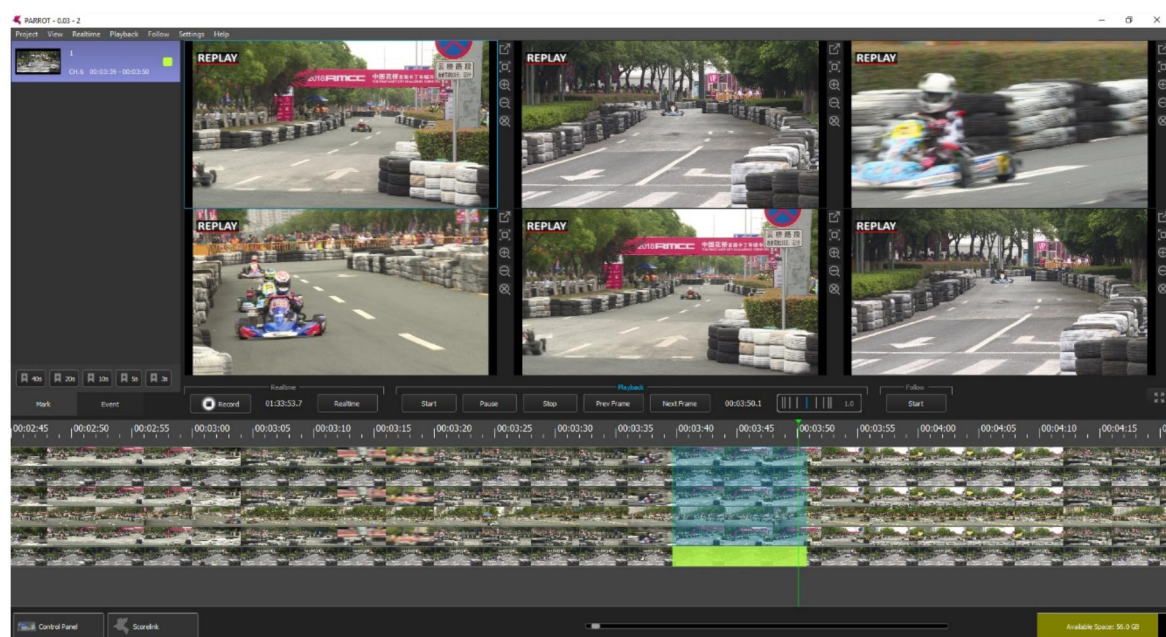 PARROT - 0.03 - 2
Project View Realtime Playback Follow Settings Help
1
CH.6 00:03:39 - 00:03:50
REPLAY
2018 RMCC
REPLAY
REPLAY
REPLAY
REPLAY
2018 RMCC
REPLAY
40s 20s 10s 5s 3s
Mark Event
Realtime
Record 01:33:53.7 Realtime
Playback
Start Pause Stop Prev Frame Next Frame 00:03:50.1 1.0
Follow
Start
00:02:45 00:02:50 00:02:55 00:03:00 00:03:05 00:03:10 00:03:15 00:03:20 00:03:25 00:03:30 00:03:35 00:03:40 00:03:45 00:03:50 00:03:55 00:04:00 00:04:05 00:04:10 00:04:15
Control Panel Scorelink Available Space: 56.0 GB